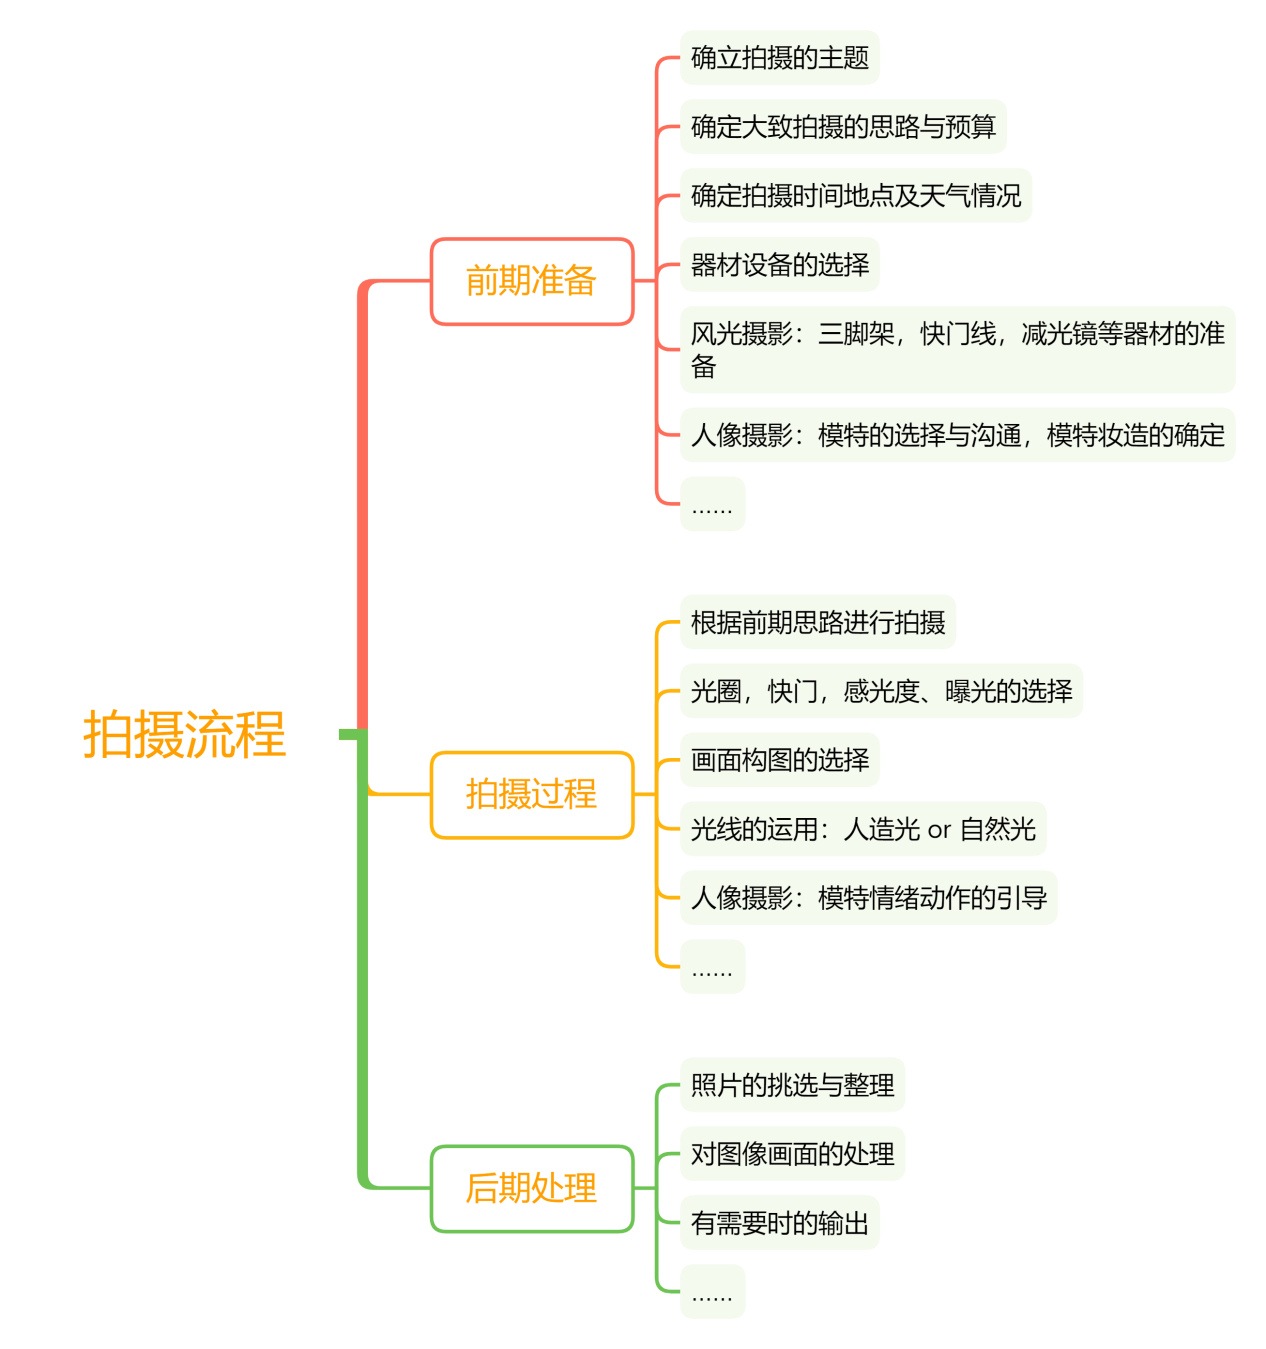 拍摄流程
前期准备
确立拍摄的主题
确定大致拍摄的思路与预算
确定拍摄时间地点及天气情况
器材设备的选择
风光摄影：三脚架，快门线，减光镜等器材的准
备
人像摄影：模特的选择与沟通，模特妆造的确定
……
拍摄过程
根据前期思路进行拍摄
光圈，快门，感光度、曝光的选择
画面构图的选择
光线的运用：人造光 or 自然光
人像摄影：模特情绪动作的引导
……
后期处理
照片的挑选与整理
对图像画面的处理
有需要时的输出
……